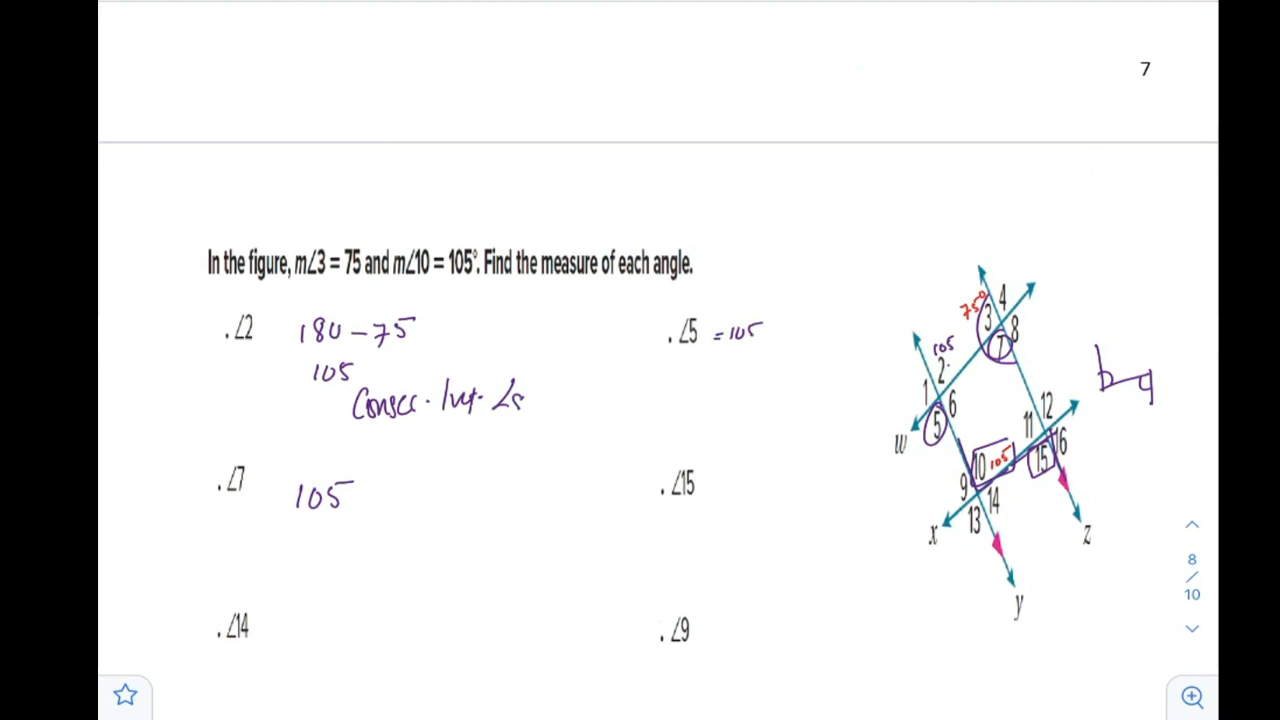 7
In the figure, m∠3 = 75 and m∠10 = 105°. Find the measure of each angle.
. ∠2 180 - 75
105
Consec. Int. ∠s
. ∠5 = 105
. ∠7 105
. ∠15
. ∠14
. ∠9
75°
3
4
8
7
105
2
1
6
5
w
12
11
16
15
10 105
9
14
13
x
z
y
8
/
10